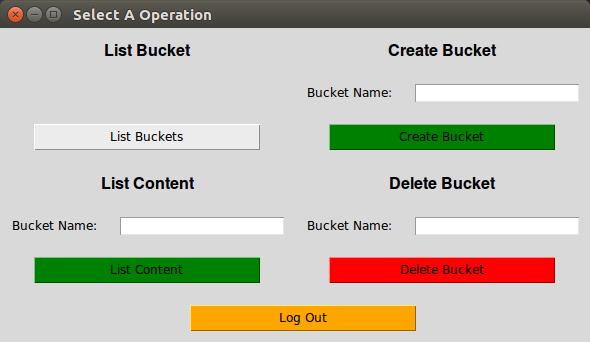 Select A Operation
List Bucket
Create Bucket
Bucket Name:
List Buckets
Create Bucket
List Content
Delete Bucket
Bucket Name:
Bucket Name:
List Content
Delete Bucket
Log Out